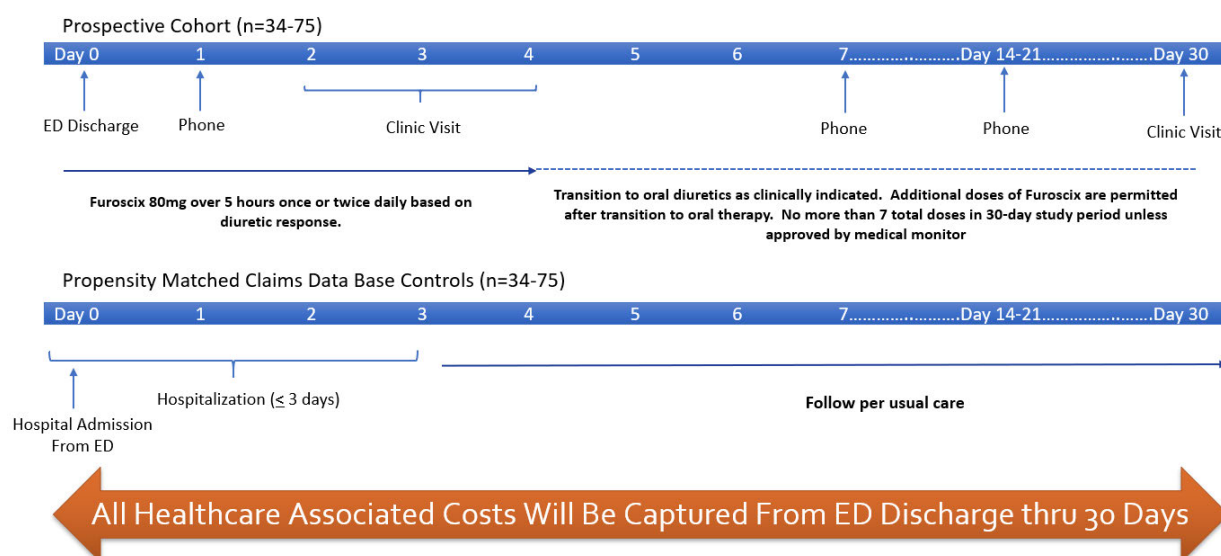 Prospective Cohort (n=34-75)
Day 0 1 2 3 4 5 6 7…………..……….Day 14-21……………..……Day 30
ED Discharge Phone Clinic Visit Phone Phone Clinic Visit
Furoscix 80mg over 5 hours once or twice daily based on
diuretic response.
Transition to oral diuretics as clinically indicated. Additional doses of Furoscix are permitted
after transition to oral therapy. No more than 7 total doses in 30-day study period unless
approved by medical monitor
Propensity Matched Claims Data Base Controls (n=34-75)
Day 0 1 2 3 4 5 6 7…………..……….Day 14-21……………..……Day 30
Hospitalization (≤ 3 days)
Hospital Admission
From ED
Follow per usual care
All Healthcare Associated Costs Will Be Captured From ED Discharge thru 30 Days